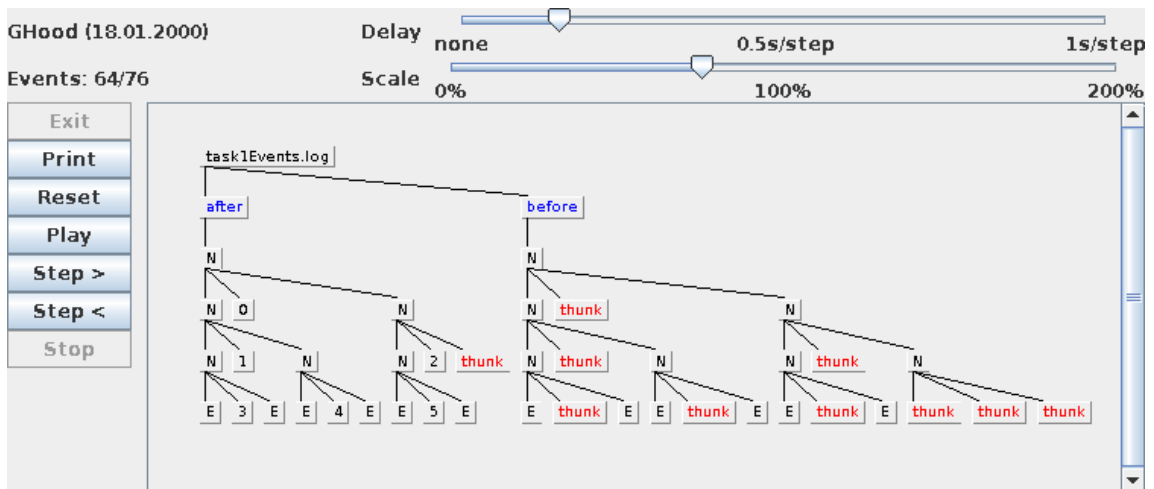 GHood (18.01.2000) Delay none 0.5s/step 1s/step
Events: 64/76 Scale 0% 100% 200%
Exit
Print
Reset
Play
Step >
Step <
Stop
task1Events.log
after before
N N
N 0 N N thunk N
N 1 N N 2 thunk N thunk N N thunk N
E 3 E E 4 E E 5 E E thunk E E thunk E E thunk E thunk thunk thunk